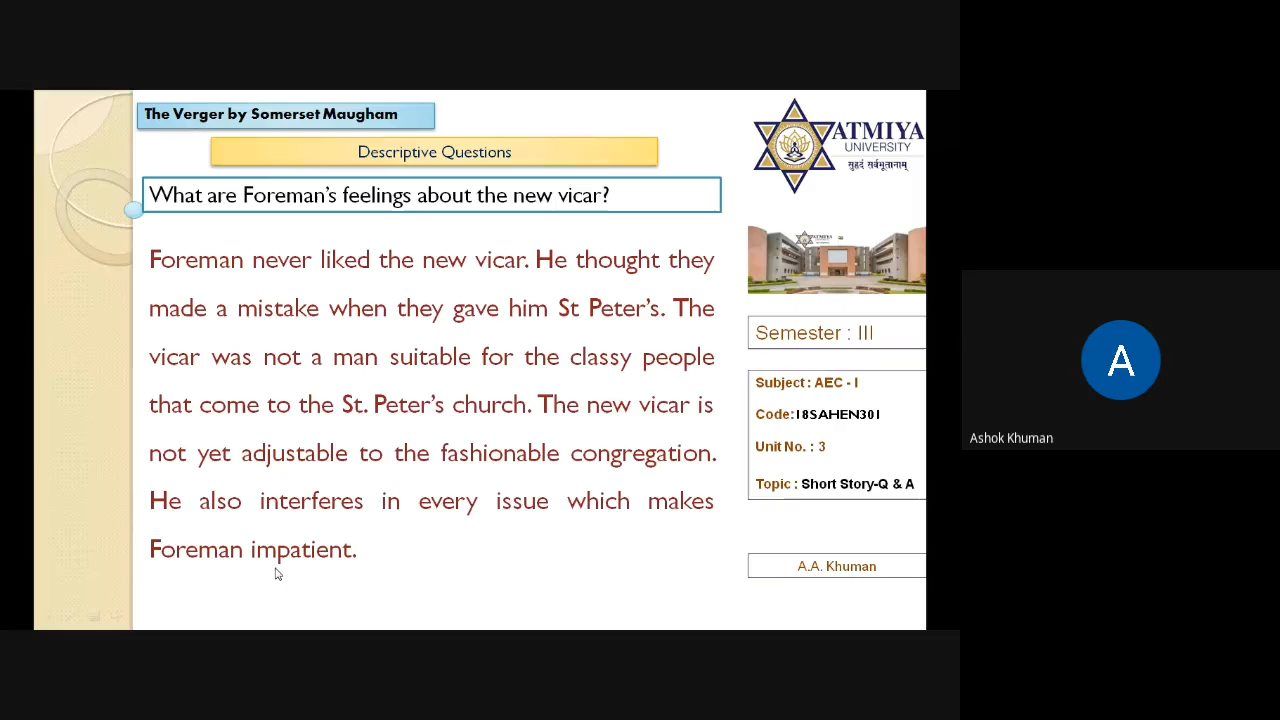 The Verger by Somerset Maugham
Descriptive Questions
What are Foreman's feelings about the new vicar?
Foreman never liked the new vicar. He thought they
made a mistake when they gave him St Peter's. The
vicar was not a man suitable for the classy people
that come to the St. Peter's church. The new vicar is
not yet adjustable to the fashionable congregation.
He also interferes in every issue which makes
Foreman impatient.
ATMIYA
UNIVERSITY
सुहृदं सर्वभूतानाम्
Semester : III
Subject : AEC - I
Code:18SAHEN301
Unit No. : 3
Topic : Short Story-Q & A
A.A. Khuman
A
Ashok Khuman